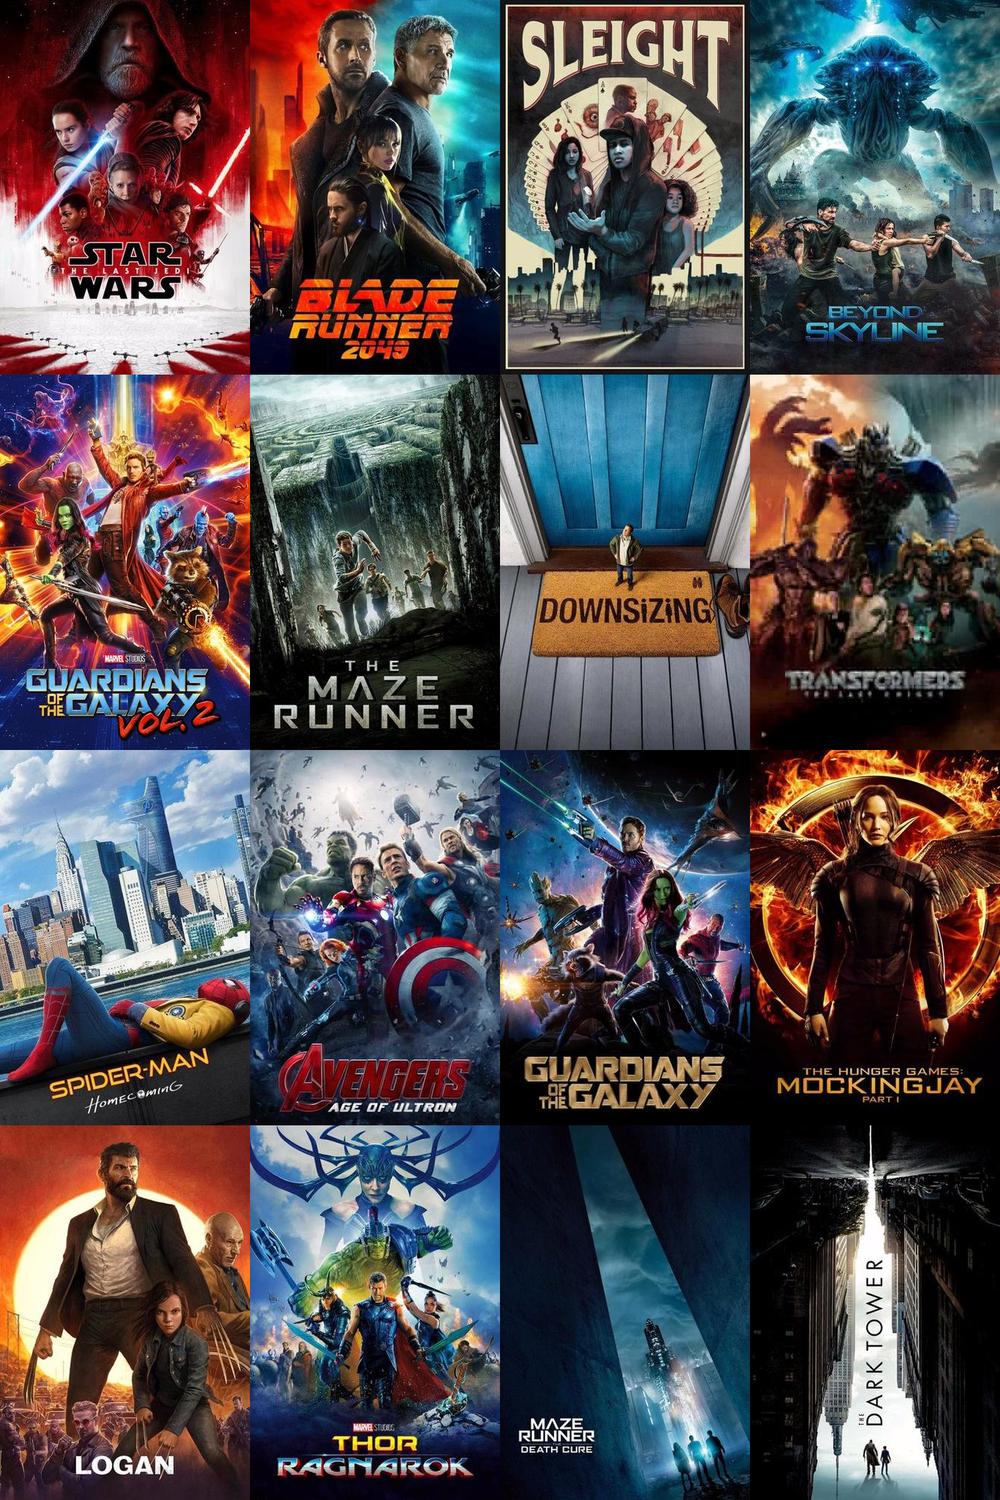 STAR
THE LAST JEDI
WARS
BLADE
RUNNER
2049
SLEIGHT
BEYOND
SKYLINE
MARVEL STUDIOS
GUARDIANS
OF THE GALAXY
VOL. 2
THE
MAZE
RUNNER
DOWNSiZiNG
TRANSFORMERS
THE LAST KNIGHT
SPIDER-MAN
HOMECOMING
AVENGERS
AGE OF ULTRON
GUARDIANS
OF THE GALAXY
THE HUNGER GAMES:
MOCKINGJAY
PART 1
LOGAN
MARVEL STUDIOS
THOR
RAGNAROK
MAZE
RUNNER
DEATH CURE
THE DARK TOWER